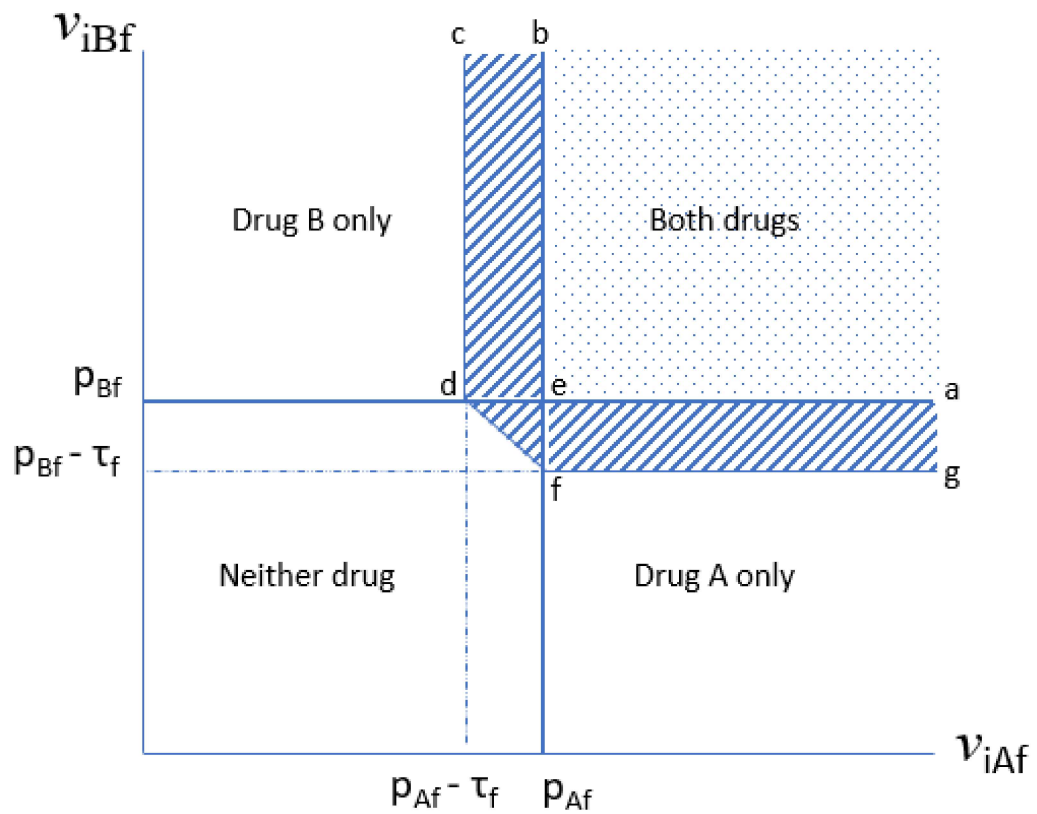 v_iBf
c
b
Drug B only
Both drugs
p_Bf
d
e
a
p_Bf - τ_f
g
f
Neither drug
Drug A only
v_iAf
p_Af - τ_f
p_Af